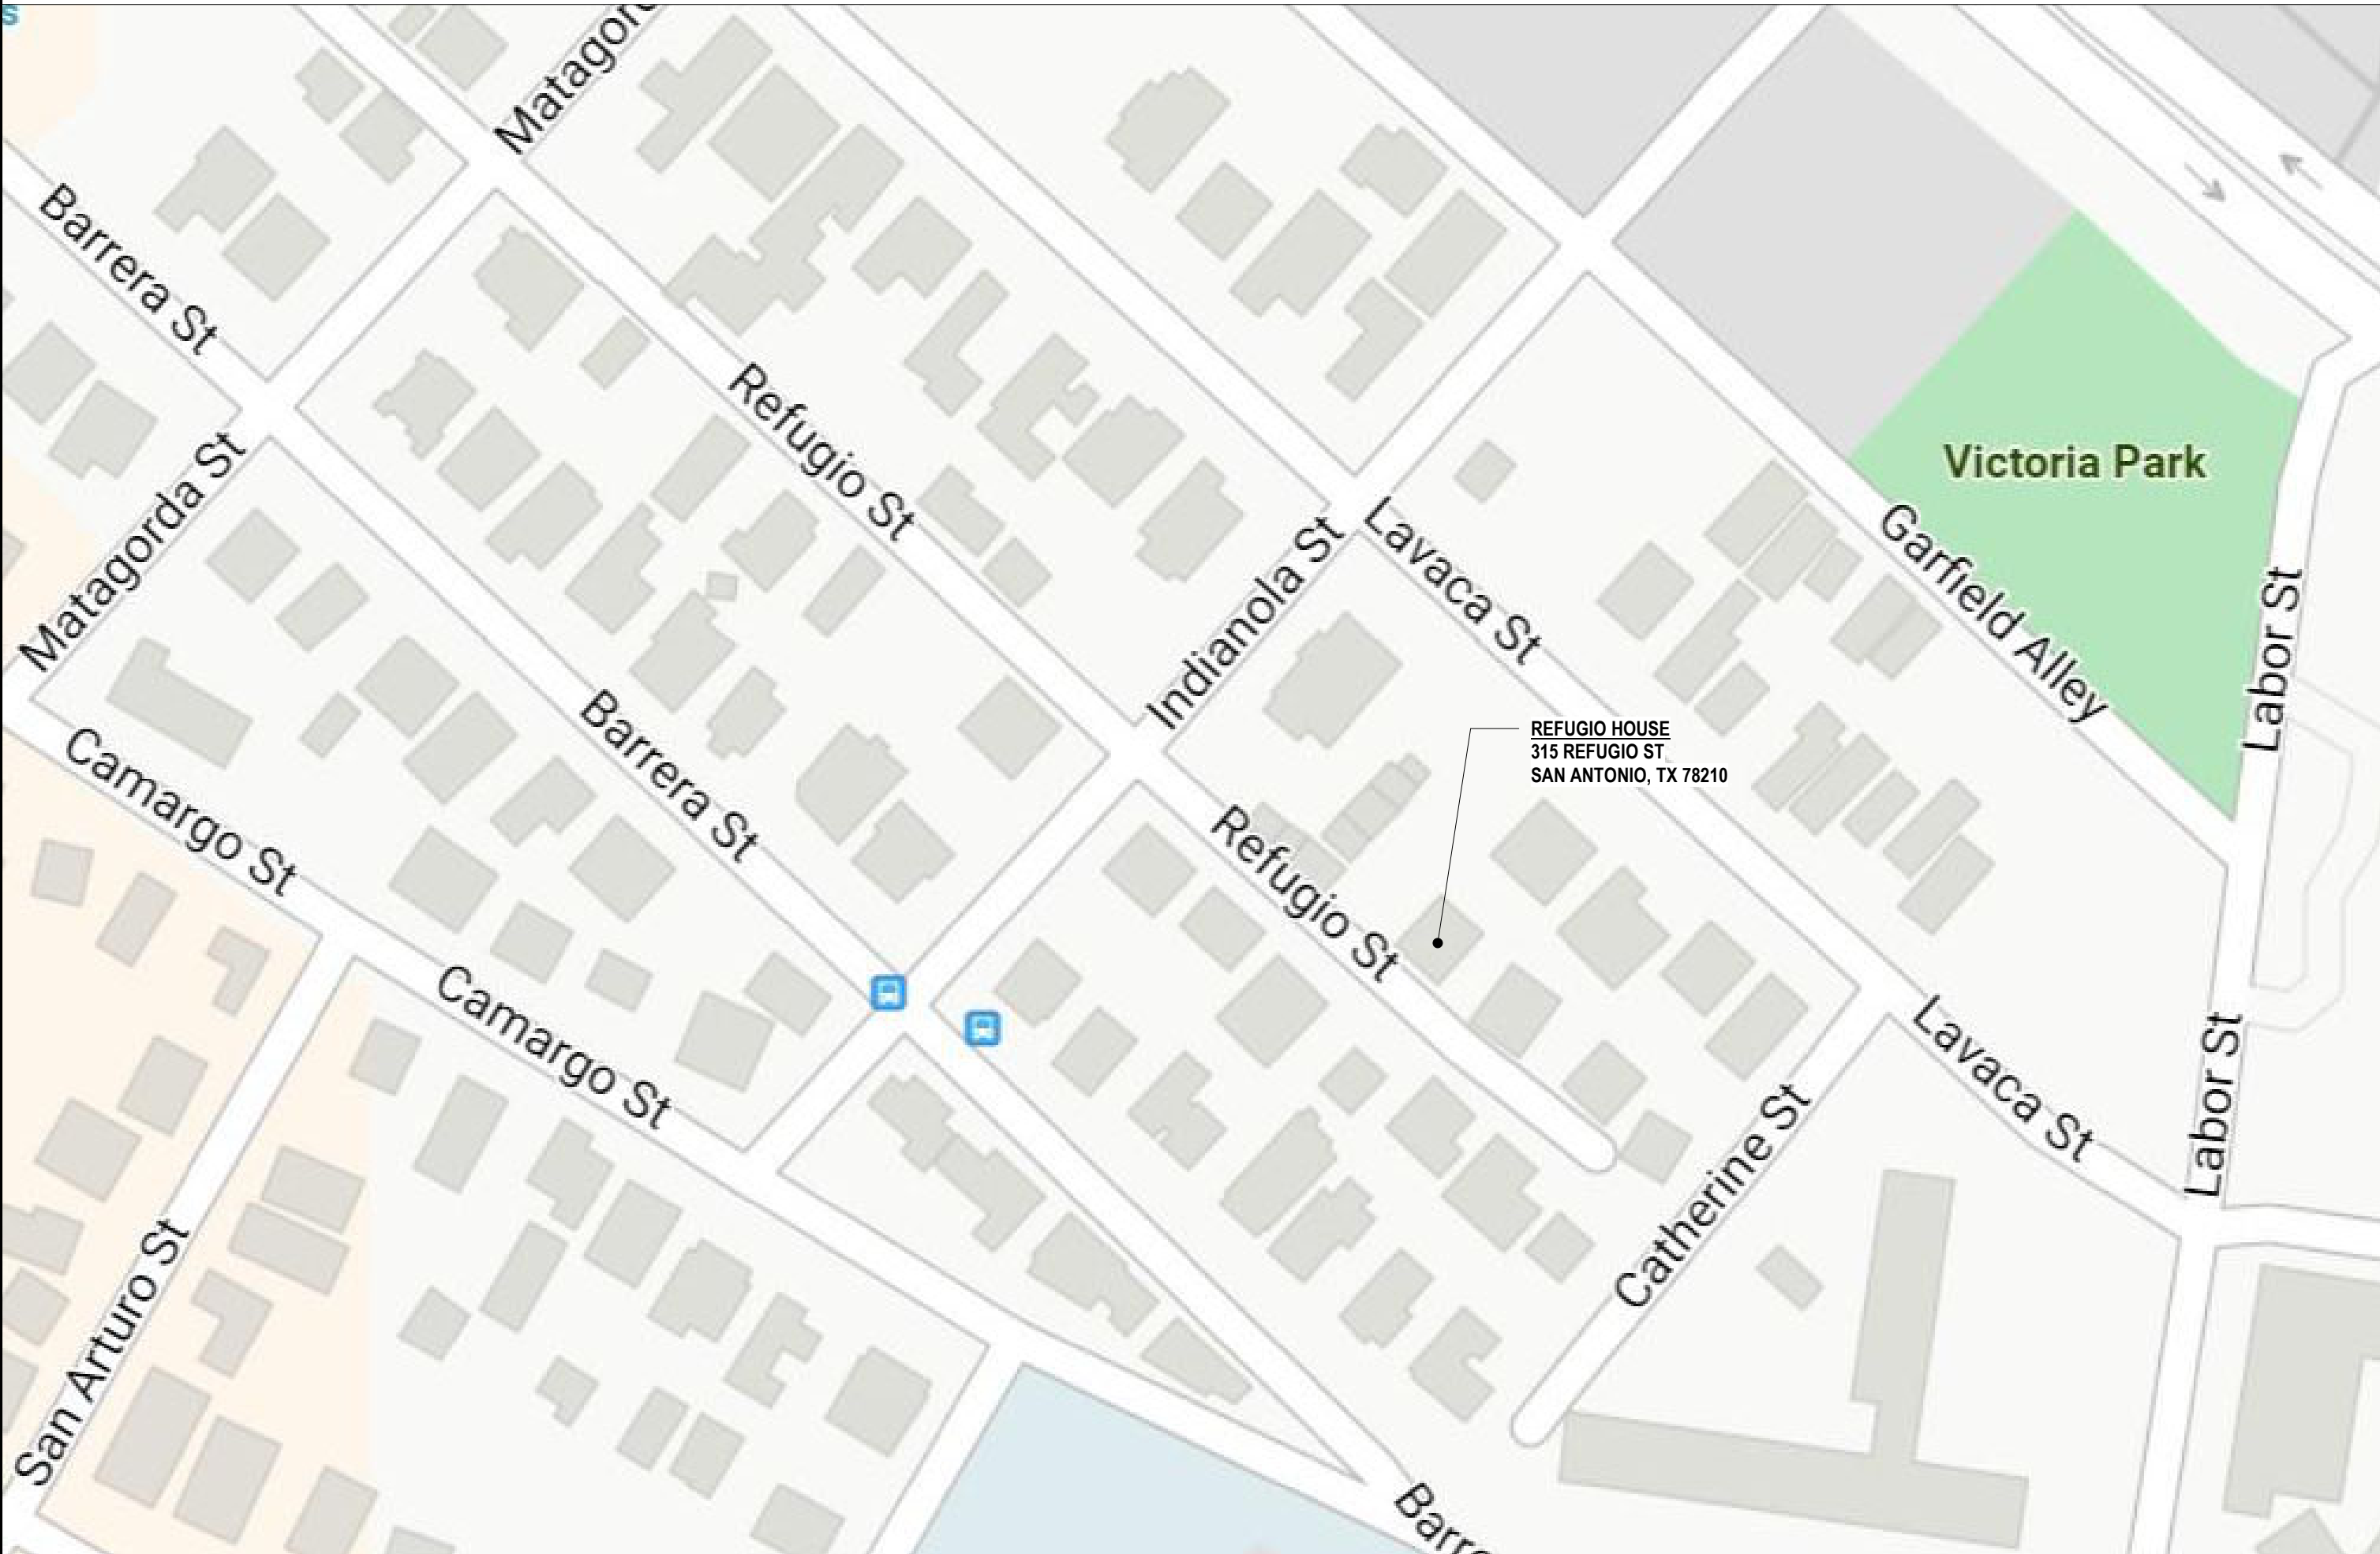 s
Matagor
Barrera St
Matagorda St
Refugio St
Victoria Park
Garfield Alley
Labor St
Lavaca St
Indianola St
REFUGIO HOUSE
315 REFUGIO ST
SAN ANTONIO, TX 78210
Barrera St
Camargo St
Refugio St
Camargo St
Lavaca St
Labor St
Catherine St
San Arturo St
Barre